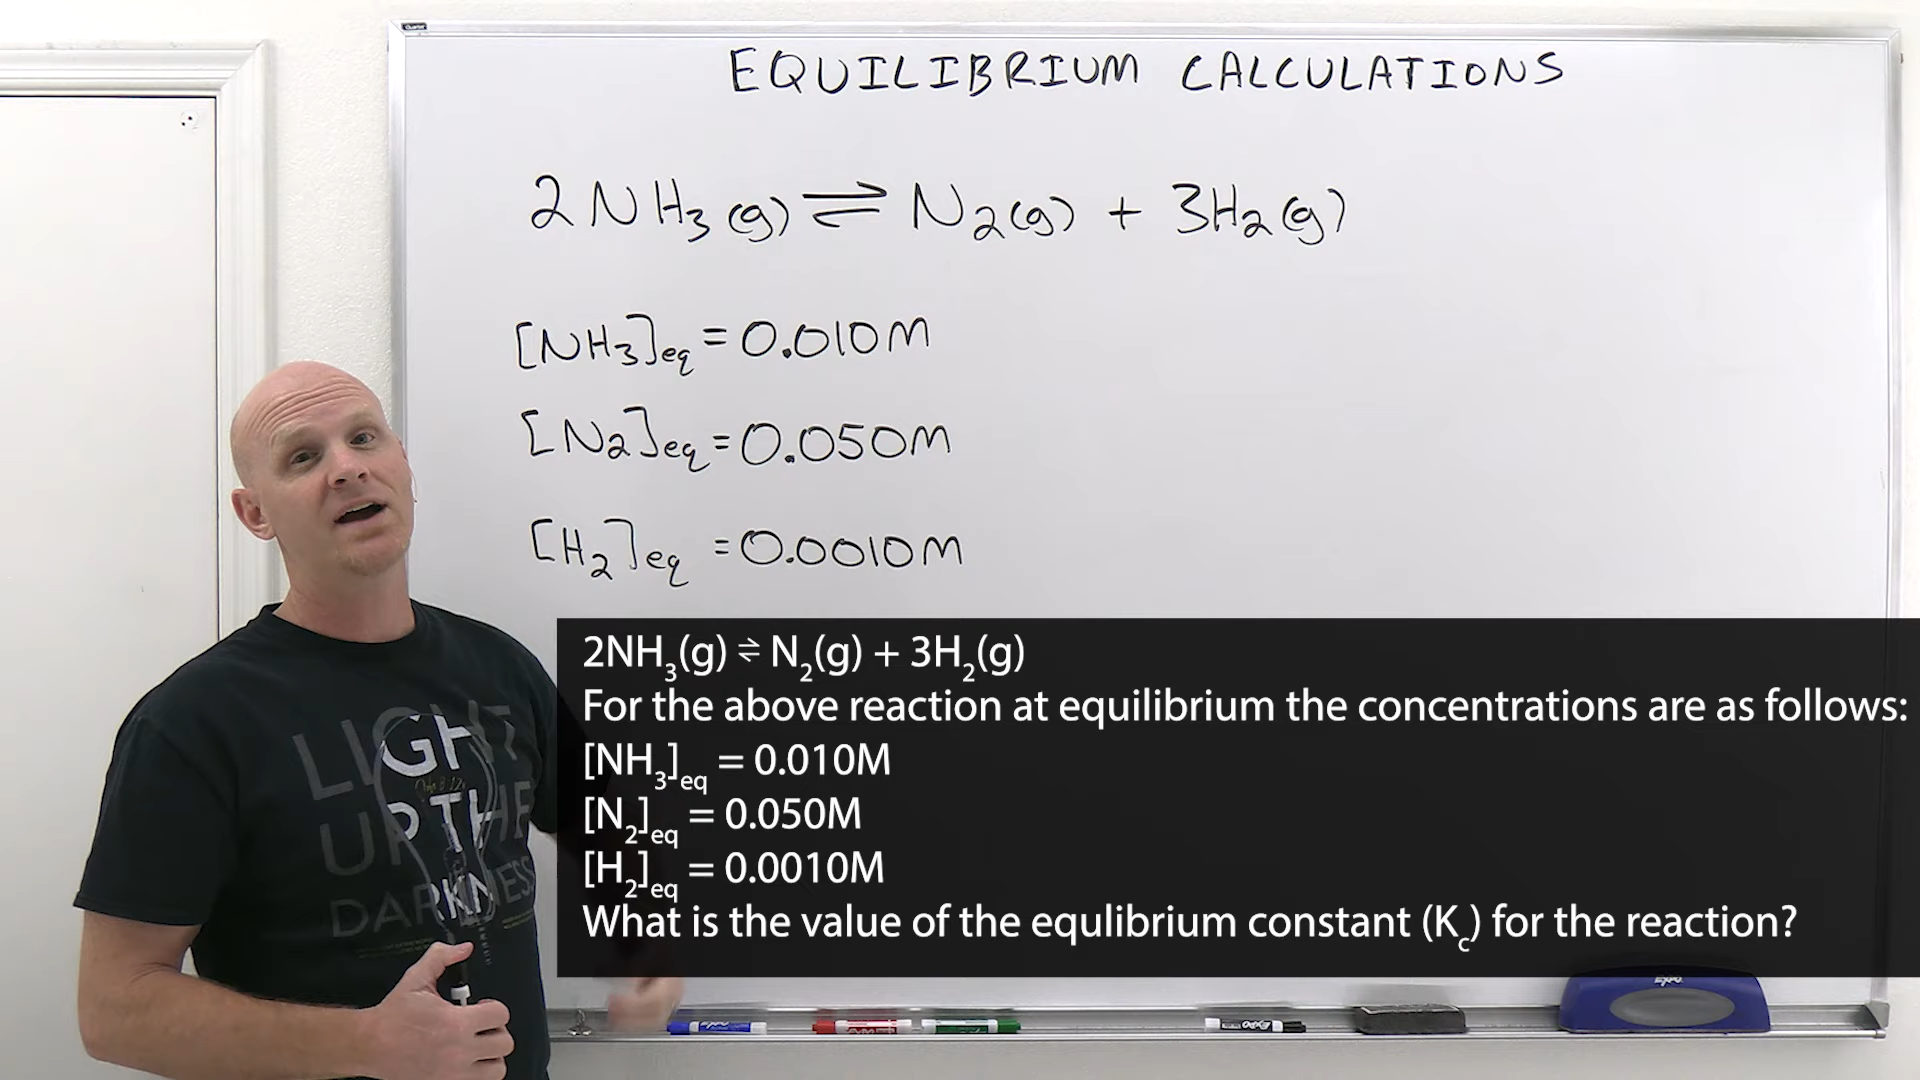 EQUILIBRIUM CALCULATIONS
2NH₃(g) ⇌ N₂(g) + 3H₂(g)
[NH₃]eq = 0.010M
[N₂]eq = 0.050M
[H₂]eq = 0.0010M
2NH₃(g) ⇌ N₂(g) + 3H₂(g)
For the above reaction at equilibrium the concentrations are as follows:
[NH₃]eq = 0.010M
[N₂]eq = 0.050M
[H₂]eq = 0.0010M
What is the value of the equlibrium constant (Kc) for the reaction?
LIGHT
UP THE
DARKNESS
EXPO
EXPO